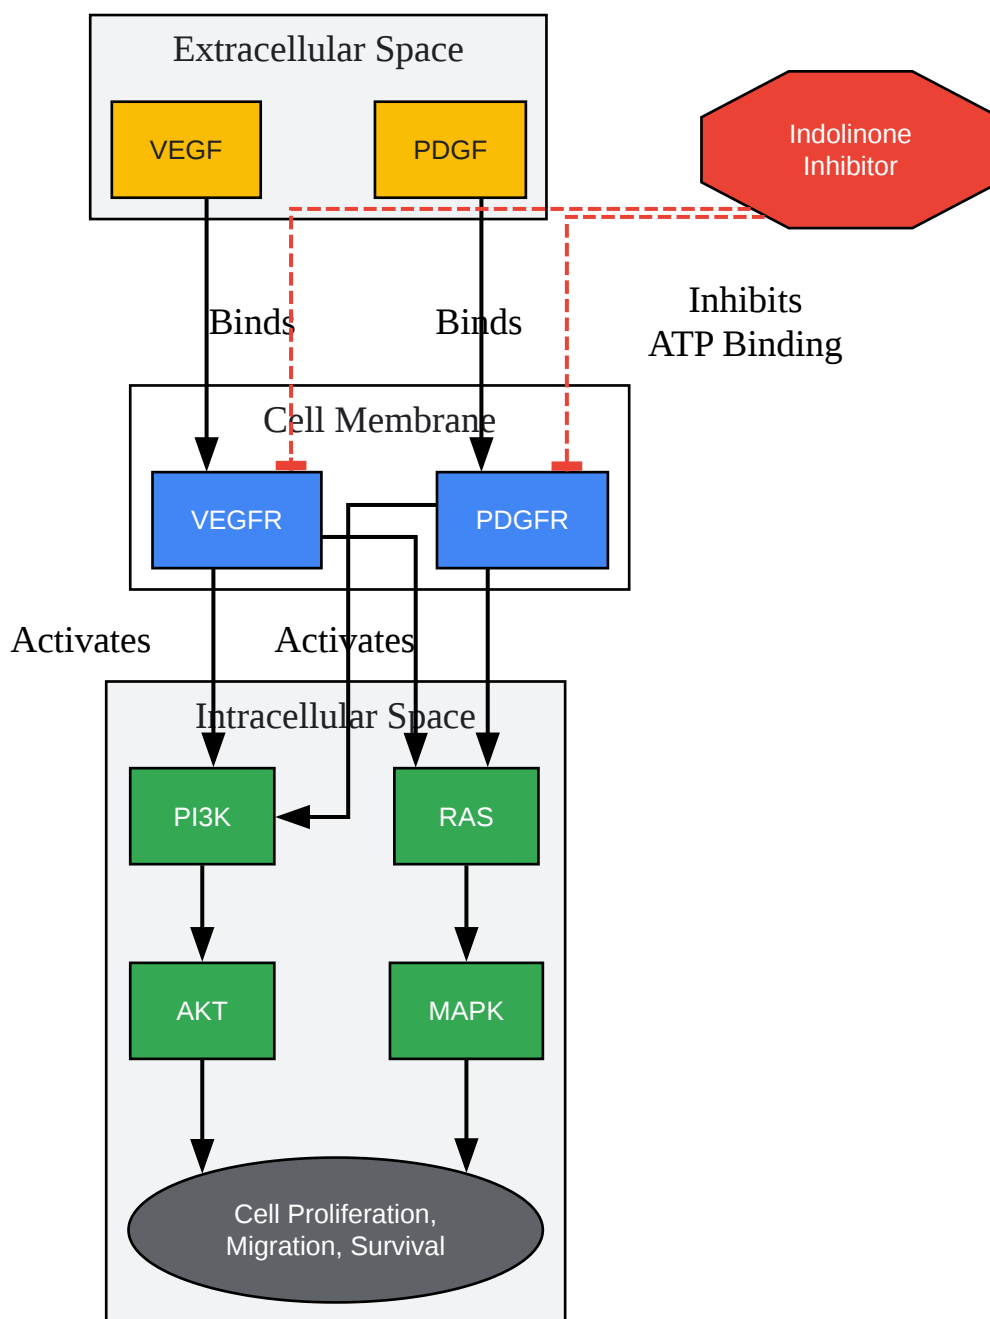 Extracellular Space
VEGF
PDGF
Indolinone
Inhibitor
Binds
Binds
Inhibits
ATP Binding
Cell Membrane
VEGFR
PDGFR
Activates
Activates
Intracellular Space
PI3K
RAS
AKT
MAPK
Cell Proliferation,
Migration, Survival